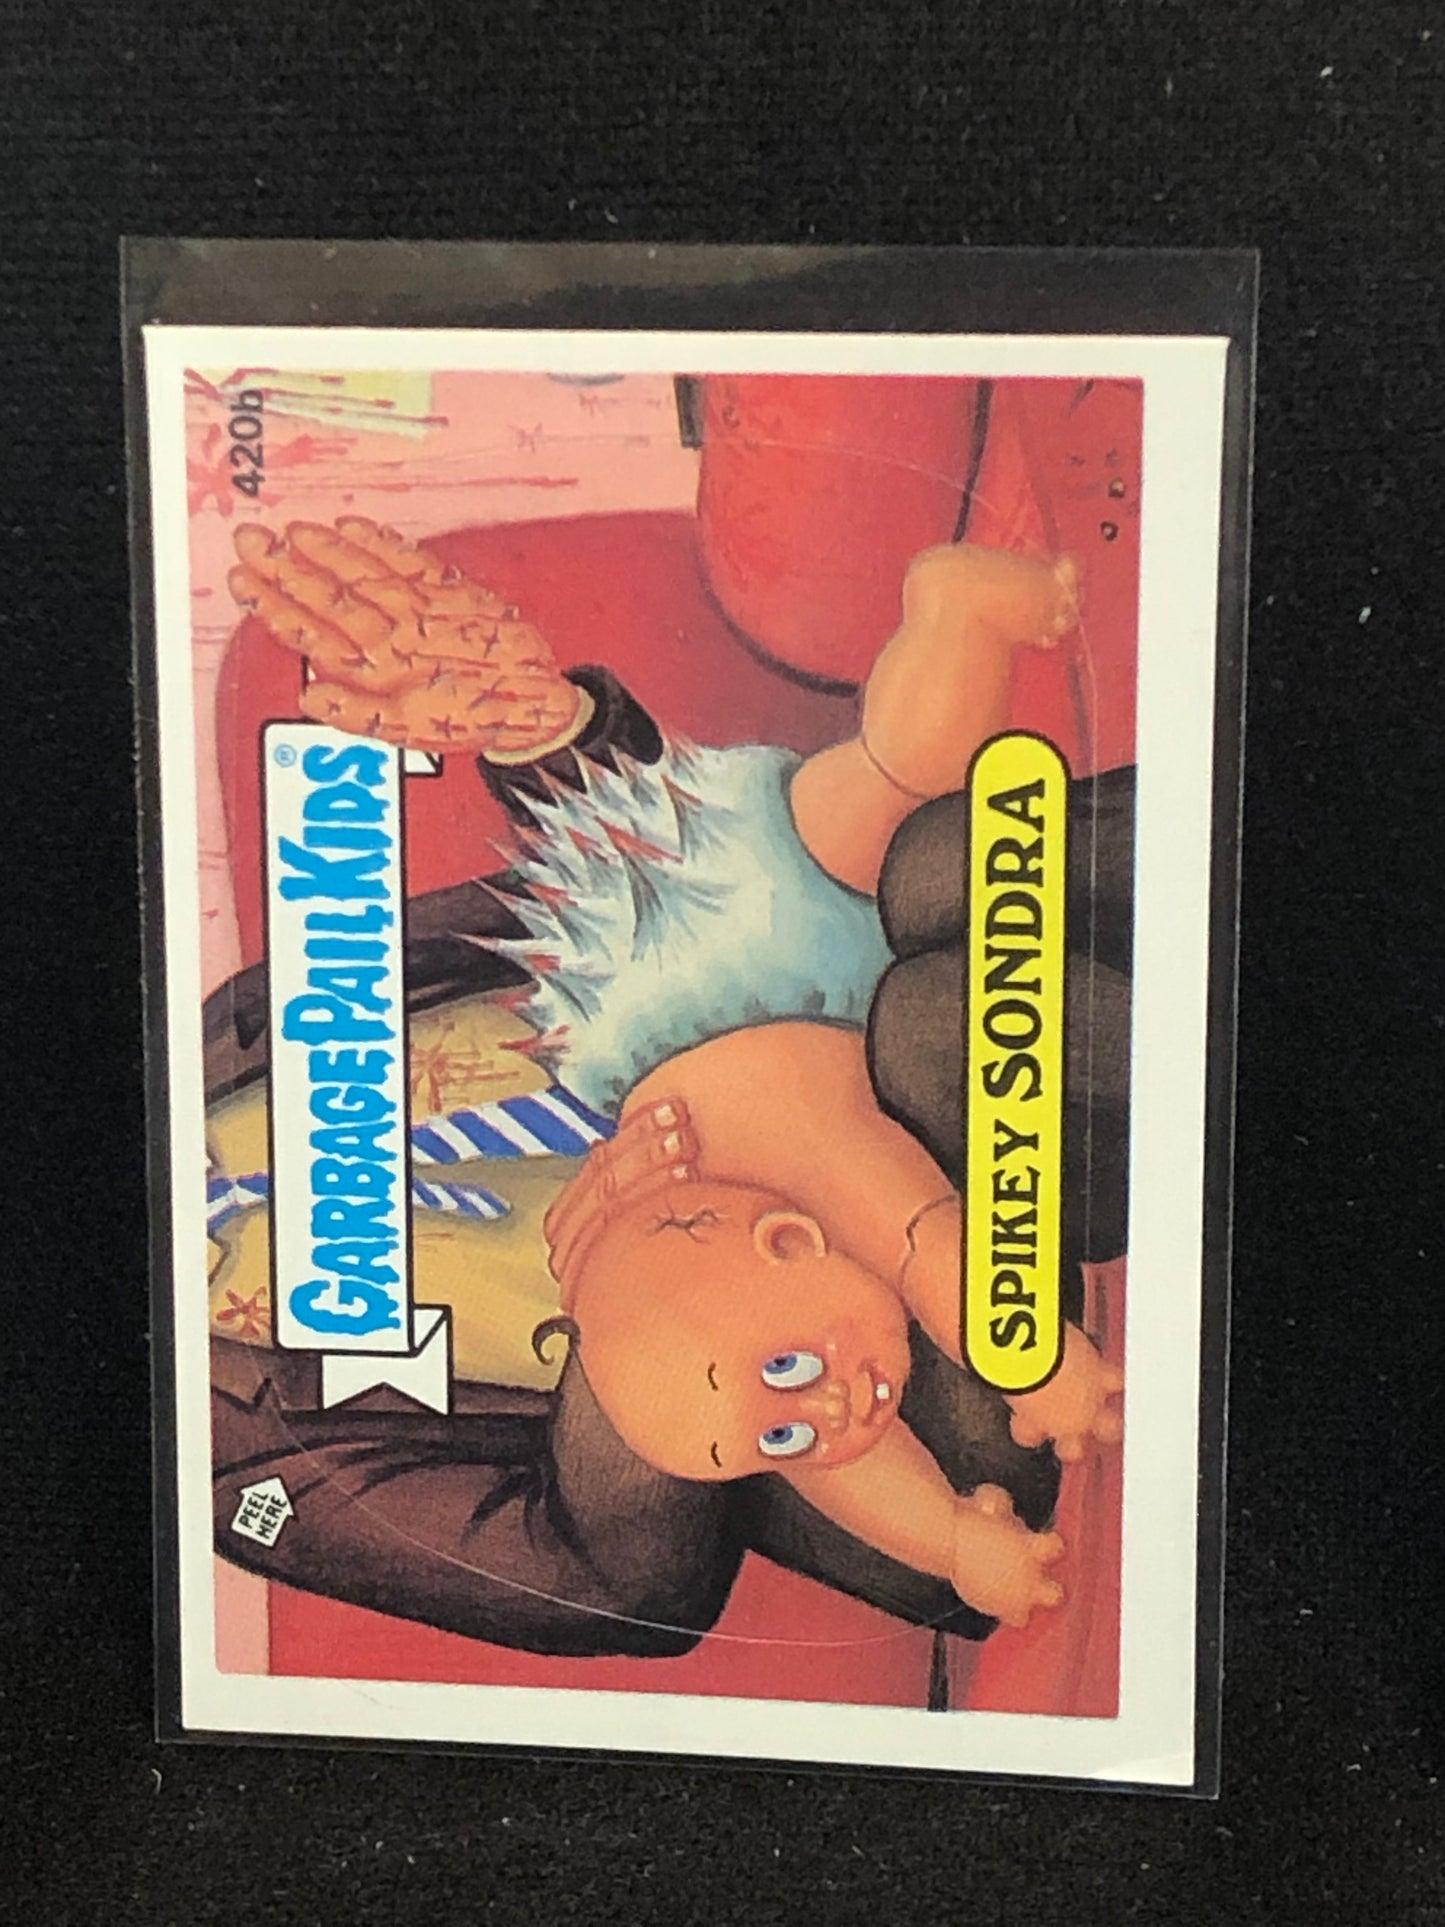 420b
GARBAGE PAIL KIDS®
PEEL
HERE
SPIKEY SONDRA